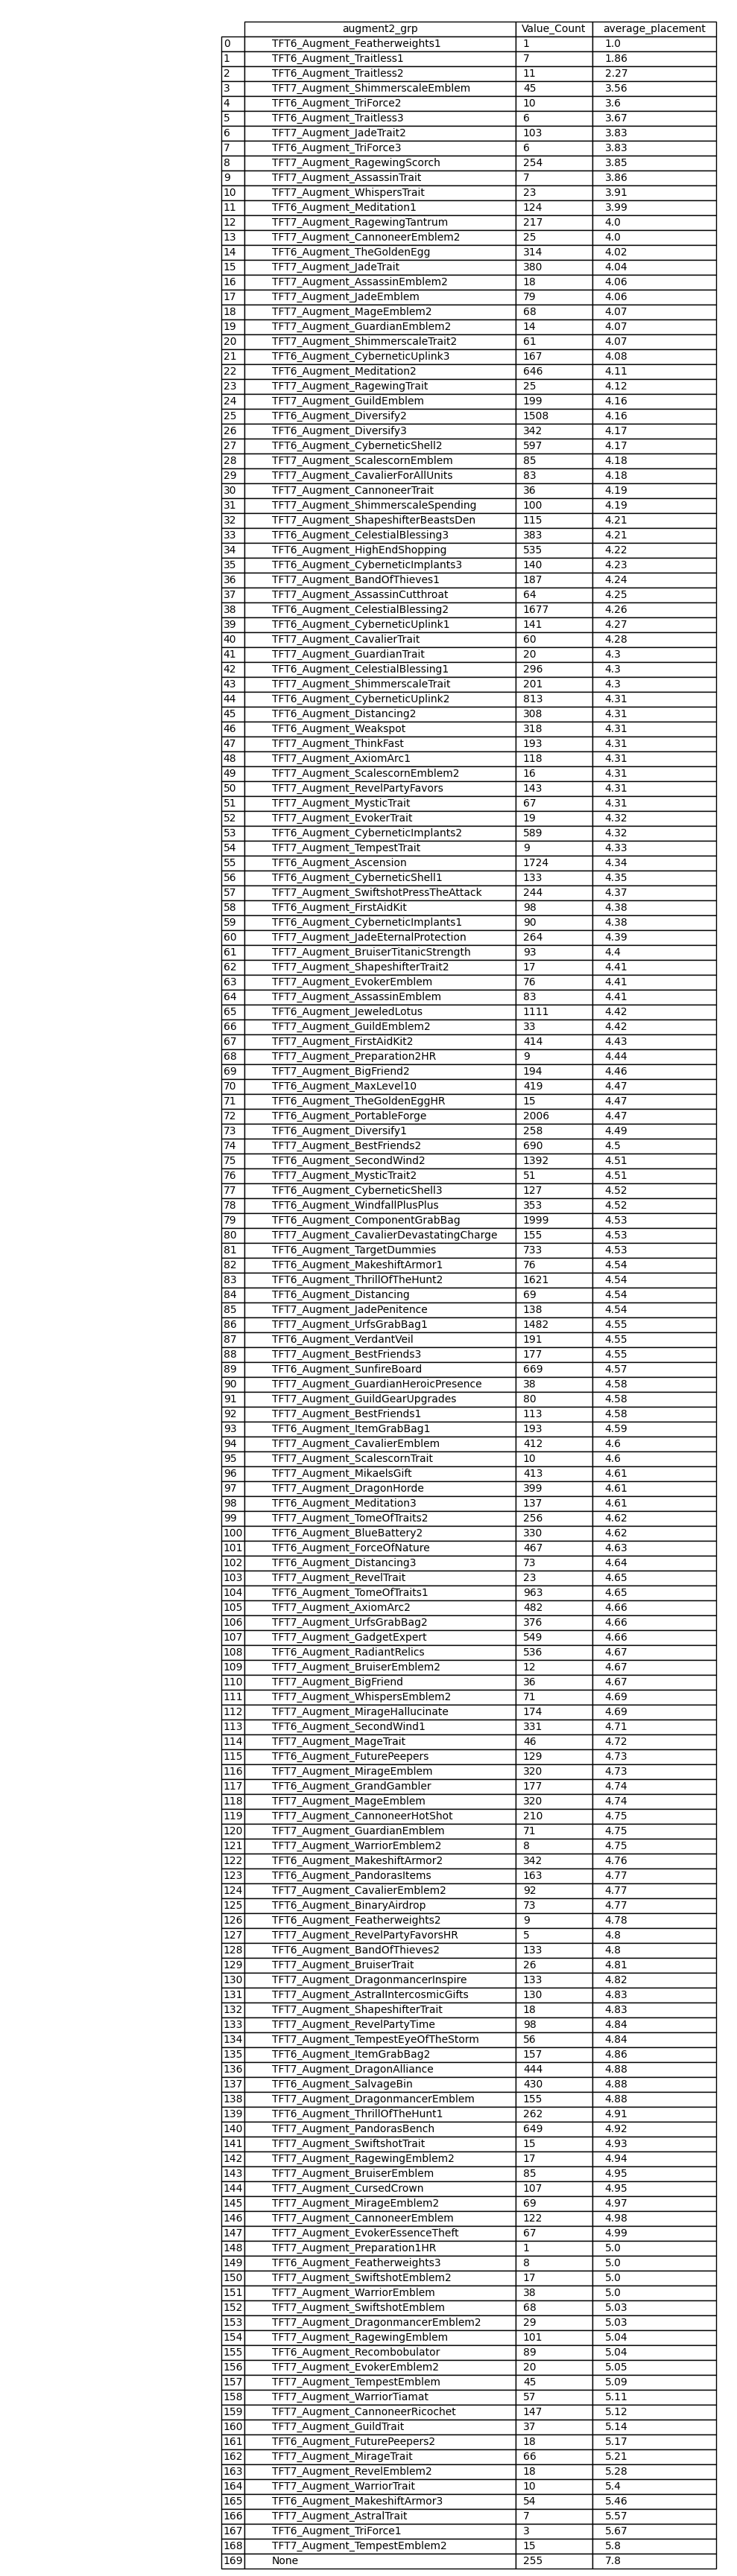 augment2_grp Value_Count average_placement
0 TFT6_Augment_Featherweights1 1 1.0
1 TFT6_Augment_Traitless1 7 1.86
2 TFT6_Augment_Traitless2 11 2.27
3 TFT7_Augment_ShimmerscaleEmblem 45 3.56
4 TFT6_Augment_TriForce2 10 3.6
5 TFT6_Augment_Traitless3 6 3.67
6 TFT7_Augment_JadeTrait2 103 3.83
7 TFT6_Augment_TriForce3 6 3.83
8 TFT7_Augment_RagewingScorch 254 3.85
9 TFT7_Augment_AssassinTrait 7 3.86
10 TFT7_Augment_WhispersTrait 23 3.91
11 TFT6_Augment_Meditation1 124 3.99
12 TFT7_Augment_RagewingTantrum 217 4.0
13 TFT7_Augment_CannoneerEmblem2 25 4.0
14 TFT6_Augment_TheGoldenEgg 314 4.02
15 TFT7_Augment_JadeTrait 380 4.04
16 TFT7_Augment_AssassinEmblem2 18 4.06
17 TFT7_Augment_JadeEmblem 79 4.06
18 TFT7_Augment_MageEmblem2 68 4.07
19 TFT7_Augment_GuardianEmblem2 14 4.07
20 TFT7_Augment_ShimmerscaleTrait2 61 4.07
21 TFT6_Augment_CyberneticUplink3 167 4.08
22 TFT6_Augment_Meditation2 646 4.11
23 TFT7_Augment_RagewingTrait 25 4.12
24 TFT7_Augment_GuildEmblem 199 4.16
25 TFT6_Augment_Diversify2 1508 4.16
26 TFT6_Augment_Diversify3 342 4.17
27 TFT6_Augment_CyberneticShell2 597 4.17
28 TFT7_Augment_ScalescornEmblem 85 4.18
29 TFT7_Augment_CavalierForAllUnits 83 4.18
30 TFT7_Augment_CannoneerTrait 36 4.19
31 TFT7_Augment_ShimmerscaleSpending 100 4.19
32 TFT7_Augment_ShapeshifterBeastsDen 115 4.21
33 TFT6_Augment_CelestialBlessing3 383 4.21
34 TFT6_Augment_HighEndShopping 535 4.22
35 TFT6_Augment_CyberneticImplants3 140 4.23
36 TFT7_Augment_BandOfThieves1 187 4.24
37 TFT7_Augment_AssassinCutthroat 64 4.25
38 TFT6_Augment_CelestialBlessing2 1677 4.26
39 TFT6_Augment_CyberneticUplink1 141 4.27
40 TFT7_Augment_CavalierTrait 60 4.28
41 TFT7_Augment_GuardianTrait 20 4.3
42 TFT6_Augment_CelestialBlessing1 296 4.3
43 TFT7_Augment_ShimmerscaleTrait 201 4.3
44 TFT6_Augment_CyberneticUplink2 813 4.31
45 TFT6_Augment_Distancing2 308 4.31
46 TFT6_Augment_Weakspot 318 4.31
47 TFT7_Augment_ThinkFast 193 4.31
48 TFT7_Augment_AxiomArc1 118 4.31
49 TFT7_Augment_ScalescornEmblem2 16 4.31
50 TFT7_Augment_RevelPartyFavors 143 4.31
51 TFT7_Augment_MysticTrait 67 4.31
52 TFT7_Augment_EvokerTrait 19 4.32
53 TFT6_Augment_CyberneticImplants2 589 4.32
54 TFT7_Augment_TempestTrait 9 4.33
55 TFT6_Augment_Ascension 1724 4.34
56 TFT6_Augment_CyberneticShell1 133 4.35
57 TFT7_Augment_SwiftshotPressTheAttack 244 4.37
58 TFT6_Augment_FirstAidKit 98 4.38
59 TFT6_Augment_CyberneticImplants1 90 4.38
60 TFT7_Augment_JadeEternalProtection 264 4.39
61 TFT7_Augment_BruiserTitanicStrength 93 4.4
62 TFT7_Augment_ShapeshifterTrait2 17 4.41
63 TFT7_Augment_EvokerEmblem 76 4.41
64 TFT7_Augment_AssassinEmblem 83 4.41
65 TFT6_Augment_JeweledLotus 1111 4.42
66 TFT7_Augment_GuildEmblem2 33 4.42
67 TFT7_Augment_FirstAidKit2 414 4.43
68 TFT7_Augment_Preparation2HR 9 4.44
69 TFT7_Augment_BigFriend2 194 4.46
70 TFT6_Augment_MaxLevel10 419 4.47
71 TFT6_Augment_TheGoldenEggHR 15 4.47
72 TFT6_Augment_PortableForge 2006 4.47
73 TFT6_Augment_Diversify1 258 4.49
74 TFT7_Augment_BestFriends2 690 4.5
75 TFT6_Augment_SecondWind2 1392 4.51
76 TFT7_Augment_MysticTrait2 51 4.51
77 TFT6_Augment_CyberneticShell3 127 4.52
78 TFT6_Augment_WindfallPlusPlus 353 4.52
79 TFT6_Augment_ComponentGrabBag 1999 4.53
80 TFT7_Augment_CavalierDevastatingCharge 155 4.53
81 TFT6_Augment_TargetDummies 733 4.53
82 TFT6_Augment_MakeshiftArmor1 76 4.54
83 TFT6_Augment_ThrillOfTheHunt2 1621 4.54
84 TFT6_Augment_Distancing 69 4.54
85 TFT7_Augment_JadePenitence 138 4.54
86 TFT7_Augment_UrfsGrabBag1 1482 4.55
87 TFT6_Augment_VerdantVeil 191 4.55
88 TFT7_Augment_BestFriends3 177 4.55
89 TFT6_Augment_SunfireBoard 669 4.57
90 TFT7_Augment_GuardianHeroicPresence 38 4.58
91 TFT7_Augment_GuildGearUpgrades 80 4.58
92 TFT7_Augment_BestFriends1 113 4.58
93 TFT6_Augment_ItemGrabBag1 193 4.59
94 TFT7_Augment_CavalierEmblem 412 4.6
95 TFT7_Augment_ScalescornTrait 10 4.6
96 TFT7_Augment_MikaelsGift 413 4.61
97 TFT7_Augment_DragonHorde 399 4.61
98 TFT6_Augment_Meditation3 137 4.61
99 TFT7_Augment_TomeOfTraits2 256 4.62
100 TFT6_Augment_BlueBattery2 330 4.62
101 TFT6_Augment_ForceOfNature 467 4.63
102 TFT6_Augment_Distancing3 73 4.64
103 TFT7_Augment_RevelTrait 23 4.65
104 TFT6_Augment_TomeOfTraits1 963 4.65
105 TFT7_Augment_AxiomArc2 482 4.66
106 TFT7_Augment_UrfsGrabBag2 376 4.66
107 TFT7_Augment_GadgetExpert 549 4.66
108 TFT6_Augment_RadiantRelics 536 4.67
109 TFT7_Augment_BruiserEmblem2 12 4.67
110 TFT7_Augment_BigFriend 36 4.67
111 TFT7_Augment_WhispersEmblem2 71 4.69
112 TFT7_Augment_MirageHallucinate 174 4.69
113 TFT6_Augment_SecondWind1 331 4.71
114 TFT7_Augment_MageTrait 46 4.72
115 TFT6_Augment_FuturePeepers 129 4.73
116 TFT7_Augment_MirageEmblem 320 4.73
117 TFT6_Augment_GrandGambler 177 4.74
118 TFT7_Augment_MageEmblem 320 4.74
119 TFT7_Augment_CannoneerHotShot 210 4.75
120 TFT7_Augment_GuardianEmblem 71 4.75
121 TFT7_Augment_WarriorEmblem2 8 4.75
122 TFT6_Augment_MakeshiftArmor2 342 4.76
123 TFT6_Augment_PandorasItems 163 4.77
124 TFT7_Augment_CavalierEmblem2 92 4.77
125 TFT6_Augment_BinaryAirdrop 73 4.77
126 TFT6_Augment_Featherweights2 9 4.78
127 TFT7_Augment_RevelPartyFavorsHR 5 4.8
128 TFT6_Augment_BandOfThieves2 133 4.8
129 TFT7_Augment_BruiserTrait 26 4.81
130 TFT7_Augment_DragonmancerInspire 133 4.82
131 TFT7_Augment_AstralIntercosmicGifts 130 4.83
132 TFT7_Augment_ShapeshifterTrait 18 4.83
133 TFT7_Augment_RevelPartyTime 98 4.84
134 TFT7_Augment_TempestEyeOfTheStorm 56 4.84
135 TFT6_Augment_ItemGrabBag2 157 4.86
136 TFT7_Augment_DragonAlliance 444 4.88
137 TFT6_Augment_SalvageBin 430 4.88
138 TFT7_Augment_DragonmancerEmblem 155 4.88
139 TFT6_Augment_ThrillOfTheHunt1 262 4.91
140 TFT7_Augment_PandorasBench 649 4.92
141 TFT7_Augment_SwiftshotTrait 15 4.93
142 TFT7_Augment_RagewingEmblem2 17 4.94
143 TFT7_Augment_BruiserEmblem 85 4.95
144 TFT7_Augment_CursedCrown 107 4.95
145 TFT7_Augment_MirageEmblem2 69 4.97
146 TFT7_Augment_CannoneerEmblem 122 4.98
147 TFT7_Augment_EvokerEssenceTheft 67 4.99
148 TFT7_Augment_Preparation1HR 1 5.0
149 TFT6_Augment_Featherweights3 8 5.0
150 TFT7_Augment_SwiftshotEmblem2 17 5.0
151 TFT7_Augment_WarriorEmblem 38 5.0
152 TFT7_Augment_SwiftshotEmblem 68 5.03
153 TFT7_Augment_DragonmancerEmblem2 29 5.03
154 TFT7_Augment_RagewingEmblem 101 5.04
155 TFT6_Augment_Recombobulator 89 5.04
156 TFT7_Augment_EvokerEmblem2 20 5.05
157 TFT7_Augment_TempestEmblem 45 5.09
158 TFT7_Augment_WarriorTiamat 57 5.11
159 TFT7_Augment_CannoneerRicochet 147 5.12
160 TFT7_Augment_GuildTrait 37 5.14
161 TFT6_Augment_FuturePeepers2 18 5.17
162 TFT7_Augment_MirageTrait 66 5.21
163 TFT7_Augment_RevelEmblem2 18 5.28
164 TFT7_Augment_WarriorTrait 10 5.4
165 TFT6_Augment_MakeshiftArmor3 54 5.46
166 TFT7_Augment_AstralTrait 7 5.57
167 TFT6_Augment_TriForce1 3 5.67
168 TFT7_Augment_TempestEmblem2 15 5.8
169 None 255 7.8